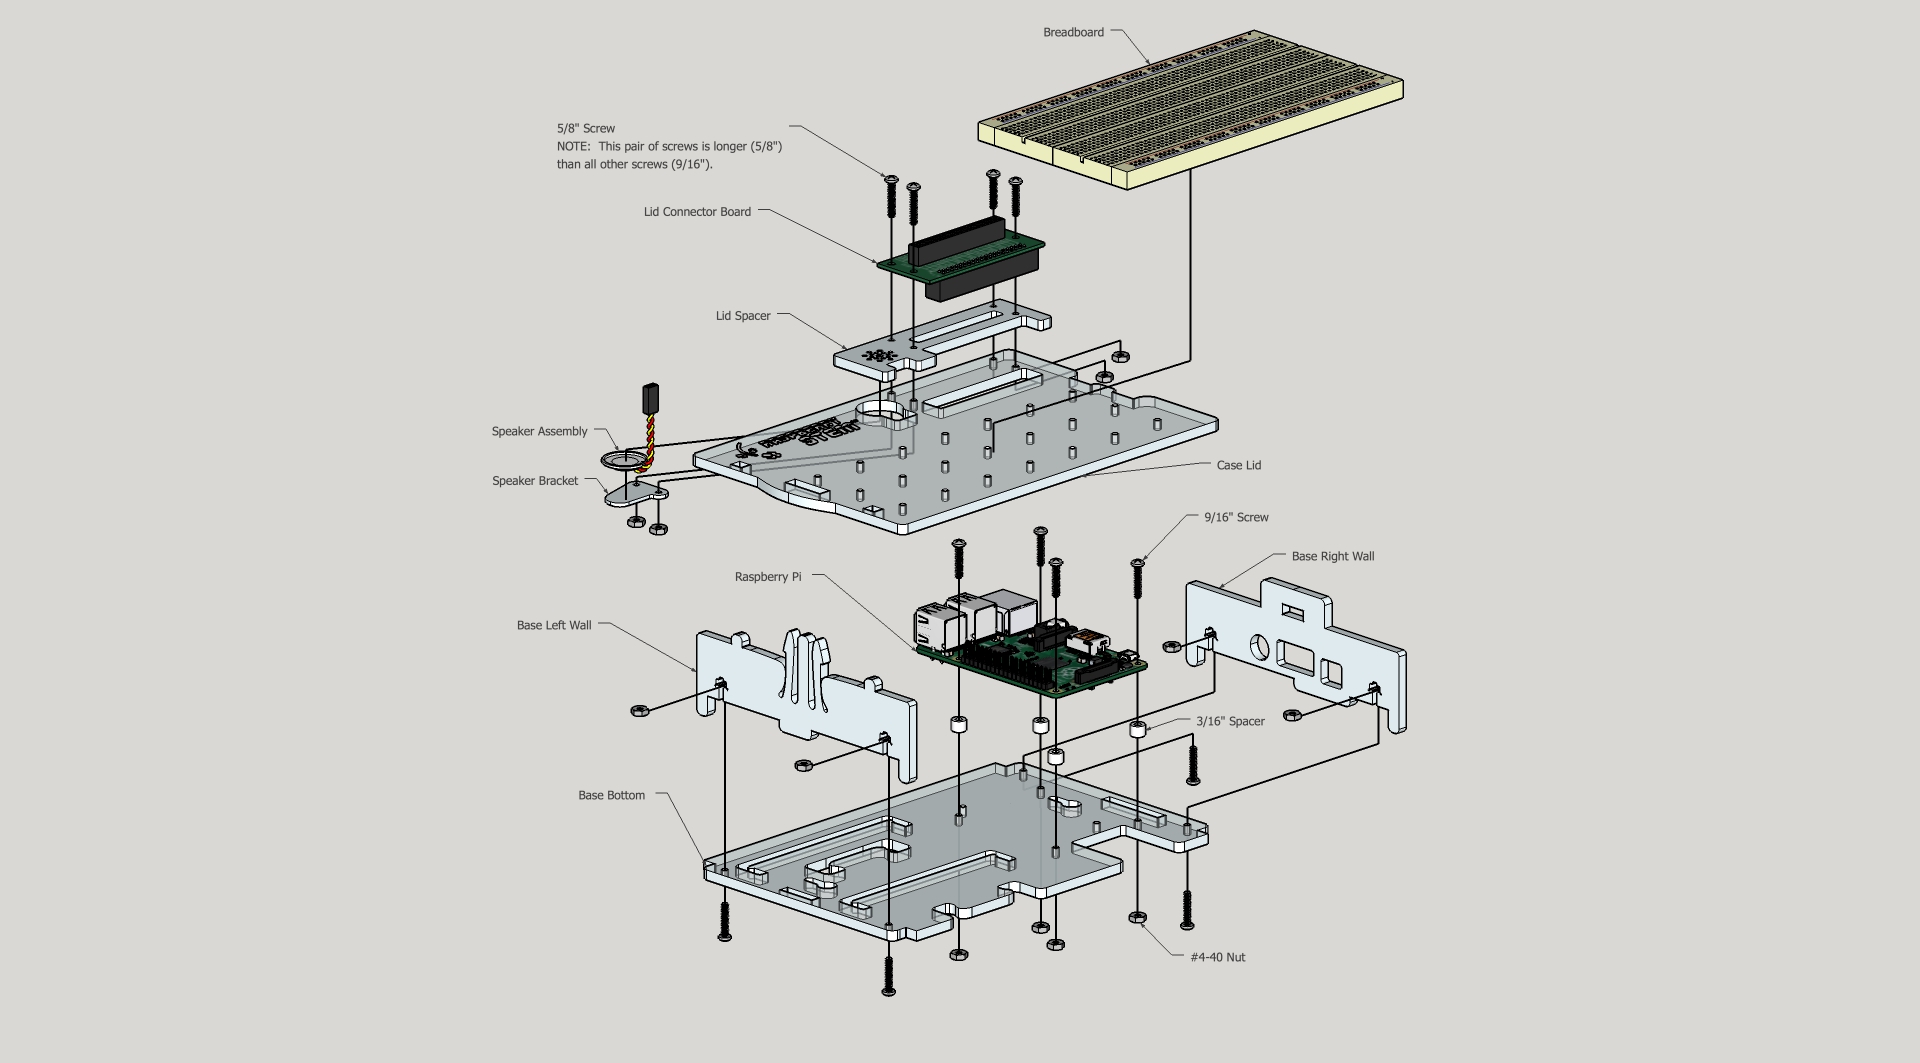 Breadboard
5/8" Screw
NOTE:  This pair of screws is longer (5/8")
than all other screws (9/16").
Lid Connector Board
Lid Spacer
Speaker Assembly
Speaker Bracket
RASPBERRY
STEM
Case Lid
9/16" Screw
Base Right Wall
Raspberry Pi
Base Left Wall
3/16" Spacer
Base Bottom
#4-40 Nut